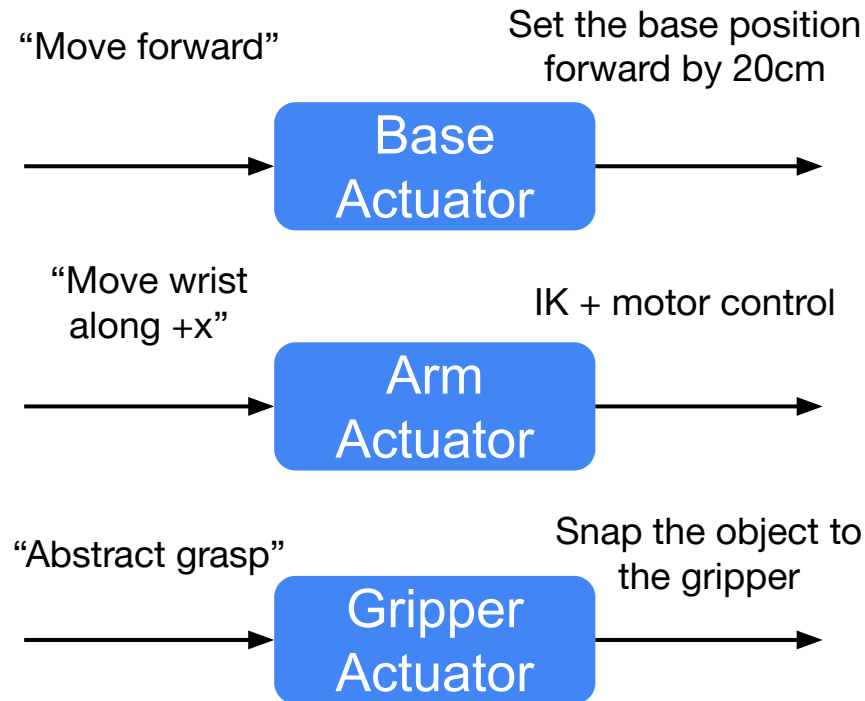 “Move forward”
Set the base position
forward by 20cm
Base
Actuator
“Move wrist
along +x”
IK + motor control
Arm
Actuator
“Abstract grasp”
Snap the object to
the gripper
Gripper
Actuator